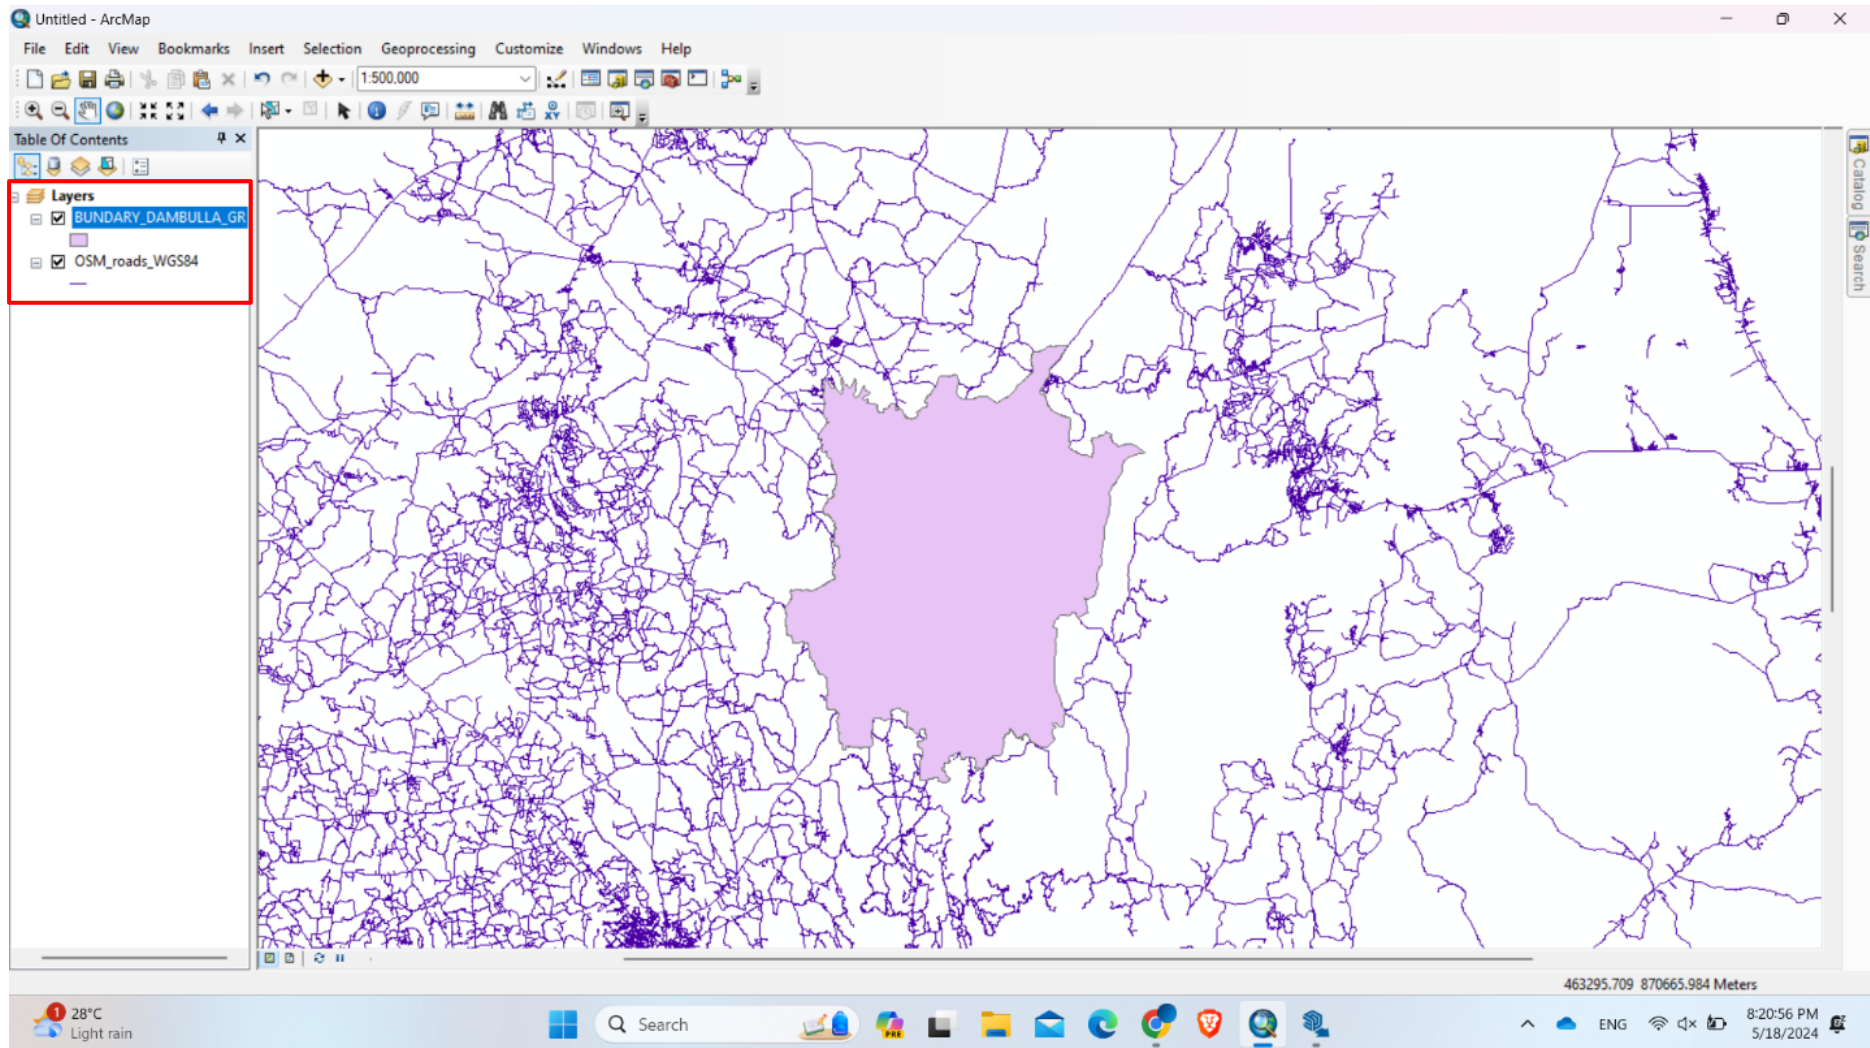 Untitled - ArcMap
File Edit View Bookmarks Insert Selection Geoprocessing Customize Windows Help
1:500,000
Table Of Contents
Layers
BUNDARY_DAMBULLA_GR
OSM_roads_WGS84
Catalog
Search
463295.709 870665.984 Meters
1
28°C
Light rain
Search
PRE
ENG
8:20:56 PM
5/18/2024